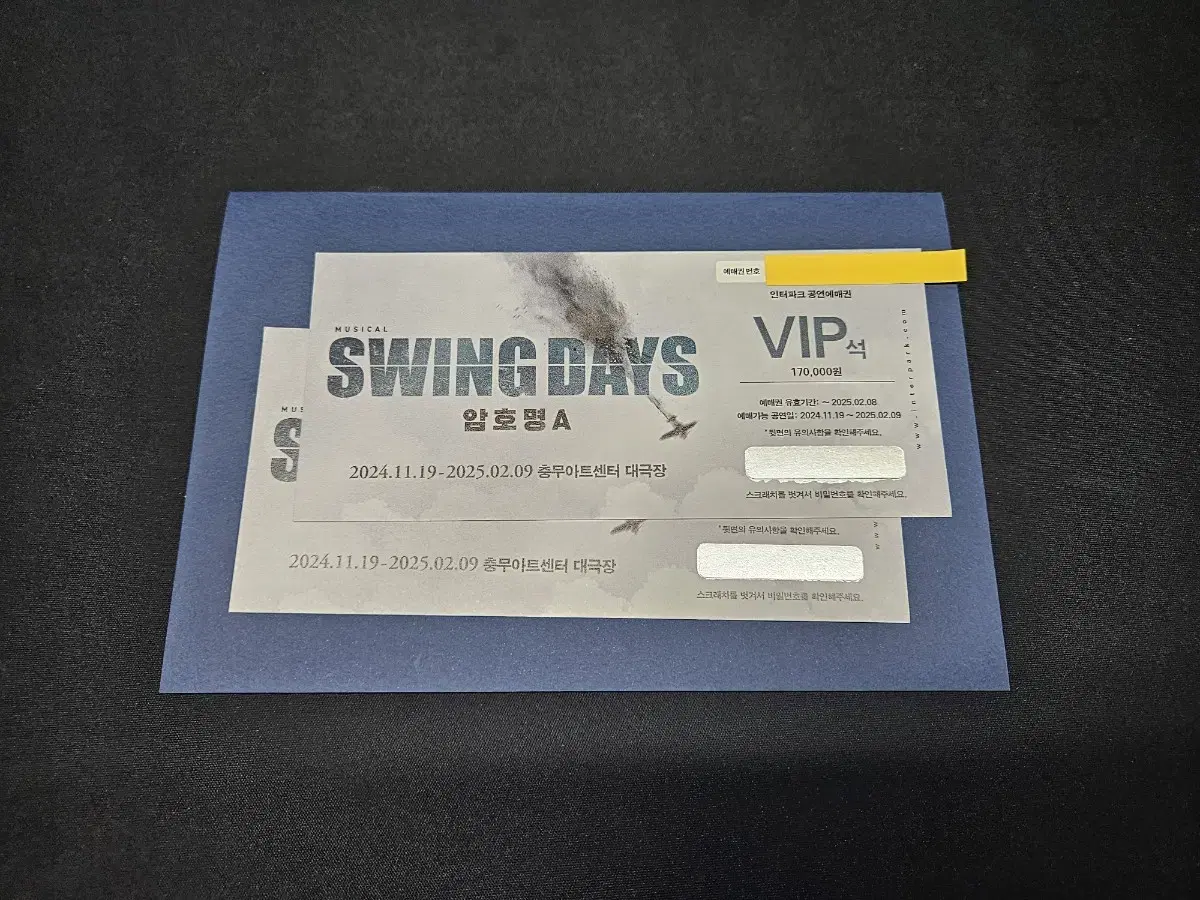 예매권 번호
인터파크 공연예매권
MUSICAL
SWING DAYS
암호명 A
VIP석
170,000원
예매권 유효기간: ~ 2025.02.08
예매가능 공연일: 2024.11.19 ~ 2025.02.09
*뒷면의 유의사항을 확인해주세요.
2024.11.19-2025.02.09 충무아트센터 대극장
스크래치를 벗겨서 비밀번호를 확인해주세요.
www.interpark.com
MUS
S
*뒷면의 유의사항을 확인해주세요.
2024.11.19-2025.02.09 충무아트센터 대극장
스크래치를 벗겨서 비밀번호를 확인해주세요.
www